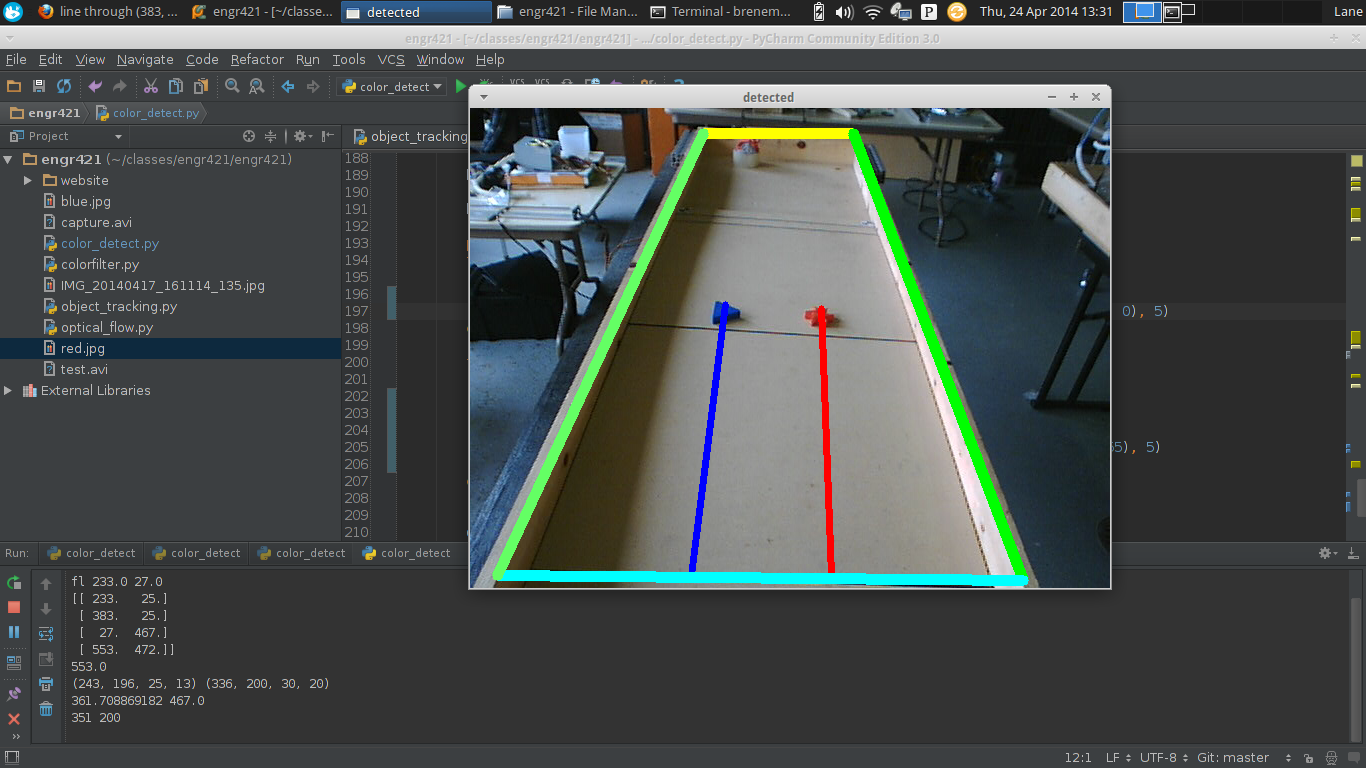 line through (383, ...
engr421 - [~/classe...
detected
engr421 - File Man...
Terminal - brenem...
P
Thu, 24 Apr 2014 13:31
Lane
engr421 - [~/classes/engr421/engr421] - .../color_detect.py - PyCharm Community Edition 3.0
File Edit View Navigate Code Refactor Run Tools VCS Window Help
color_detect
engr421
color_detect.py
Project
object_tracking
engr421 (~/classes/engr421/engr421)
website
blue.jpg
capture.avi
color_detect.py
colorfilter.py
IMG_20140417_161114_135.jpg
object_tracking.py
optical_flow.py
red.jpg
test.avi
External Libraries
188
189
190
191
192
193
194
195
196
197
198
199
200
201
202
203
204
205
206
207
208
209
210
0), 5)
5), 5)
detected
Run:
color_detect
color_detect
color_detect
color_detect
fl 233.0 27.0
[[ 233. 25.]
[ 383. 25.]
[ 27. 467.]
[ 553. 472.]]
553.0
(243, 196, 25, 13) (336, 200, 30, 20)
361.708869182 467.0
351 200
12:1
LF
UTF-8
Git: master